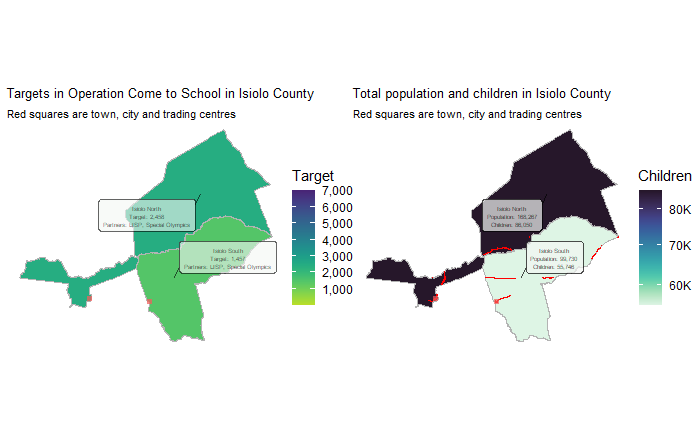 Targets in Operation Come to School in Isiolo County
Red squares are town, city and trading centres
Isiolo North
Target: 2,458
Partners: USP, Special Olympics
Isiolo South
Target: 1,457
Partners: USP, Special Olympics
Target
7,000
6,000
5,000
4,000
3,000
2,000
1,000
Total population and children in Isiolo County
Red squares are town, city and trading centres
Isiolo North
Population: 168,267
Isiolo South
Population: 99,730
Children: 55,746
Children
80K
70K
60K